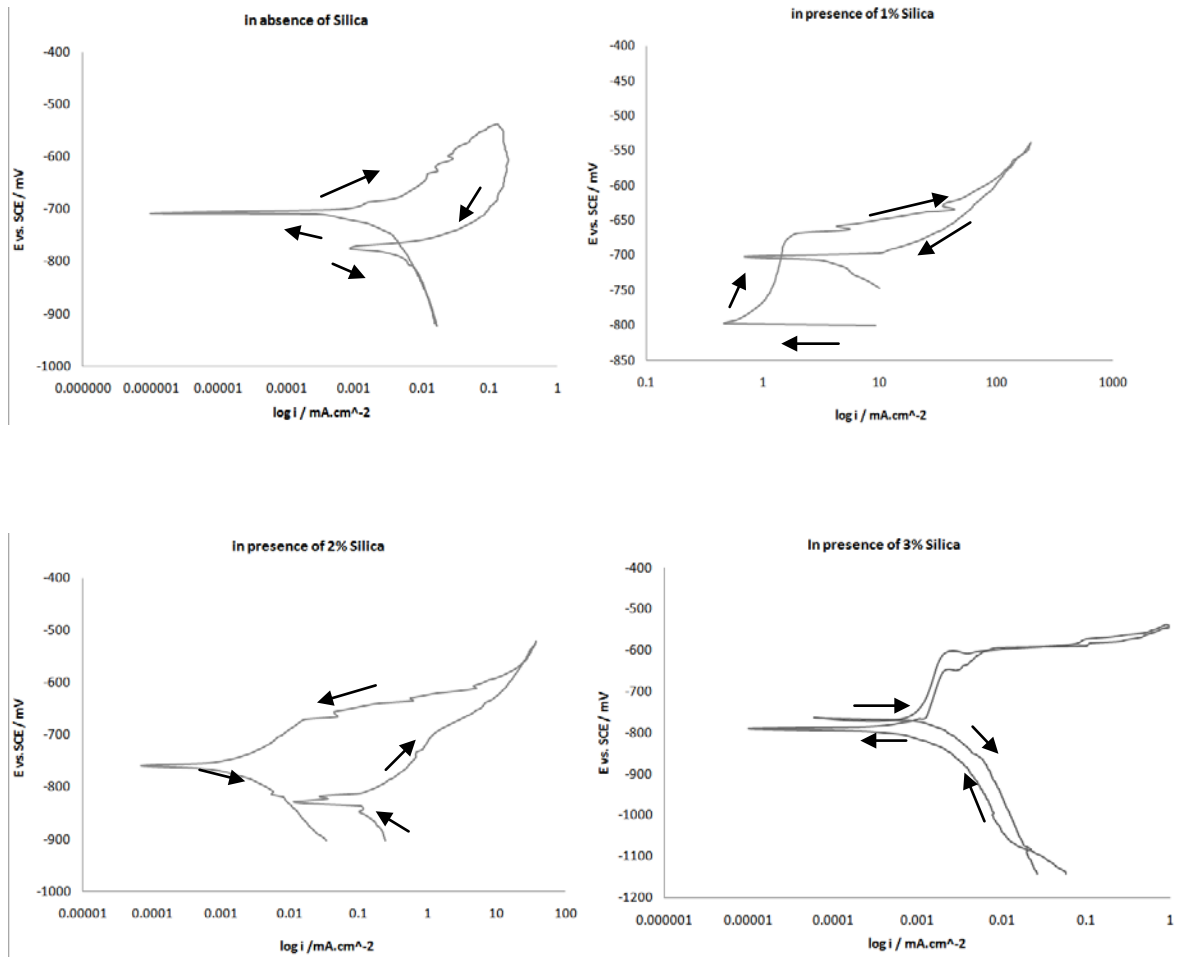 in absence of Silica
-400
-500
-600
-700
-800
-900
-1000
E vs. SCE / mV
0.000000 0.000001 0.00001 0.0001 0.001 0.01 0.1 1
log i / mA.cm^-2
in presence of 1% Silica
-400
-450
-500
-550
-600
-650
-700
-750
-800
-850
E vs. SCE / mV
0.1 1 10 100 1000
log i / mA.cm^-2
in presence of 2% Silica
-400
-500
-600
-700
-800
-900
-1000
E vs. SCE / mV
0.00001 0.0001 0.001 0.01 0.1 1 10 100
log i /mA.cm^-2
In presence of 3% Silica
-400
-500
-600
-700
-800
-900
-1000
-1100
-1200
E vs. SCE / mV
0.000001 0.00001 0.0001 0.001 0.01 0.1 1
log i / mA.cm^-2